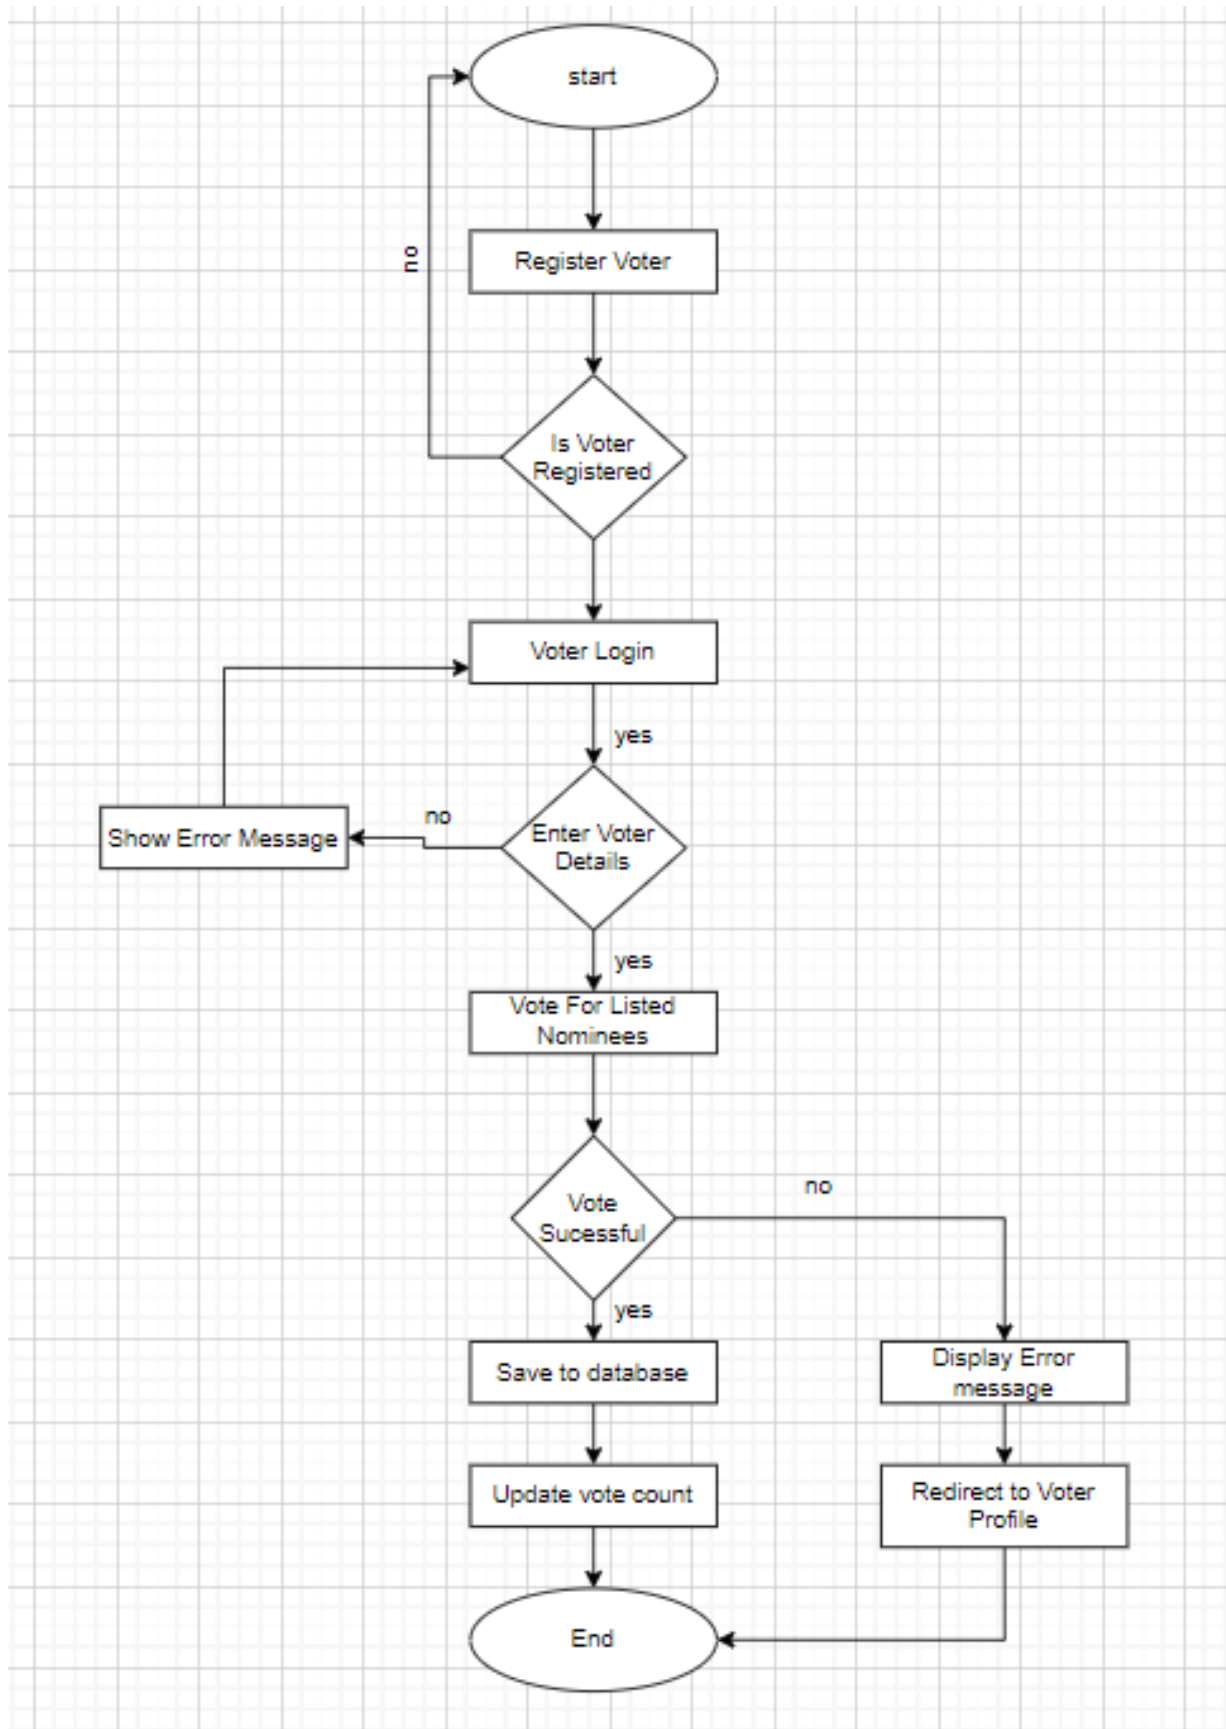 start
no
Register Voter
Is Voter
Registered
Voter Login
yes
no
Show Error Message
Enter Voter
Details
yes
Vote For Listed
Nominees
no
Vote
Sucessful
yes
Save to database
Display Error
message
Update vote count
Redirect to Voter
Profile
End